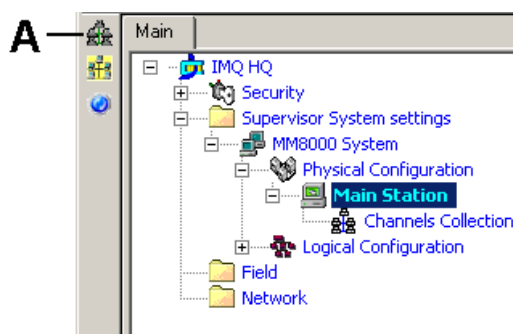 A
Main
IMQ HQ
Security
Supervisor System settings
MM8000 System
Physical Configuration
Main Station
Channels Collection
Logical Configuration
Field
Network